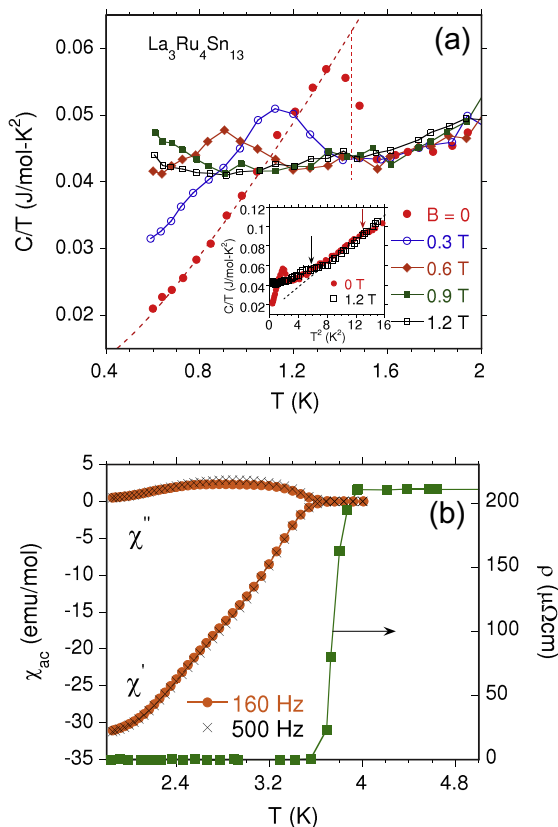 La3Ru4Sn13
(a)
C/T (J/mol-K²)
0.06
0.05
0.04
0.03
0.02
B = 0
0.3 T
0.6 T
0.9 T
1.2 T
C/T (J/mol-K²)
0.12
0.1
0.08
0.06
0.04
0.02
0 T
1.2 T
0 4 8 12 16
T² (K²)
0.4 0.8 1.2 1.6 2
T (K)
(b)
χac (emu/mol)
5
0
-5
-10
-15
-20
-25
-30
-35
χ''
χ'
160 Hz
500 Hz
200
150
100
50
0
ρ (μΩcm)
2.4 3.2 4 4.8
T (K)